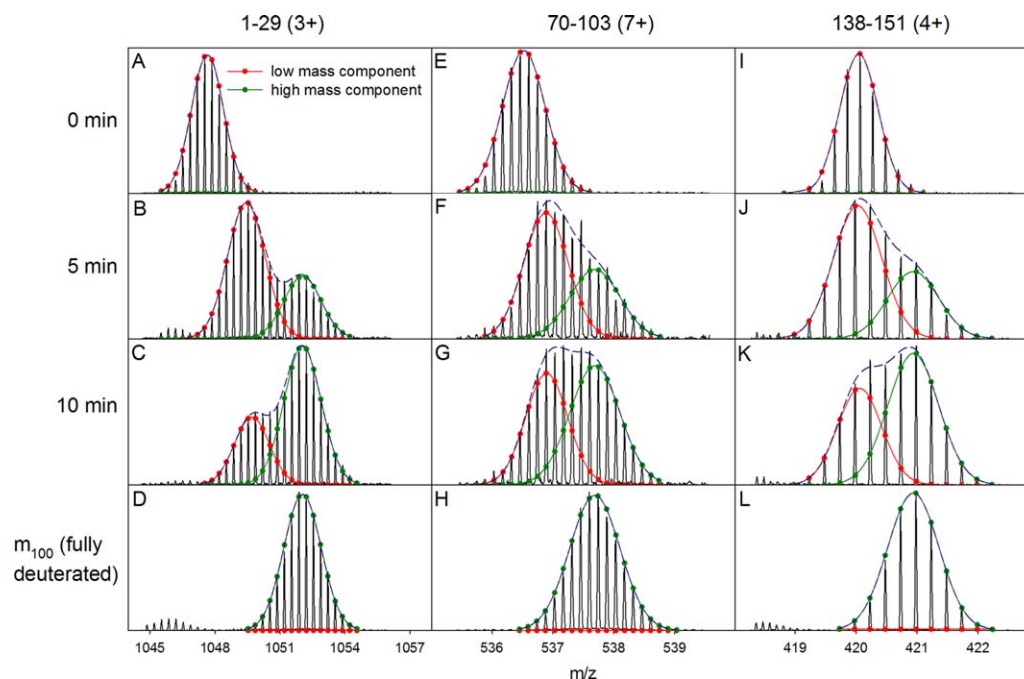 1-29 (3+) 70-103 (7+) 138-151 (4+)
A E I
low mass component
high mass component
0 min
B F J
5 min
C G K
10 min
D H L
m₁₀₀ (fully
deuterated)
1045 1048 1051 1054 1057 536 537 538 539 419 420 421 422
m/z